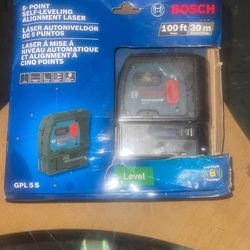 5-POINT
SELF-LEVELING
ALIGNMENT LASER
LÁSER AUTONIVELADOR
DE 5 PUNTOS
LASER À MISE À
NIVEAU AUTOMATIQUE
ET ALIGNEMENT À
CINQ POINTS
BOSCH
100 ft 30 m
GPL 5 S
Level